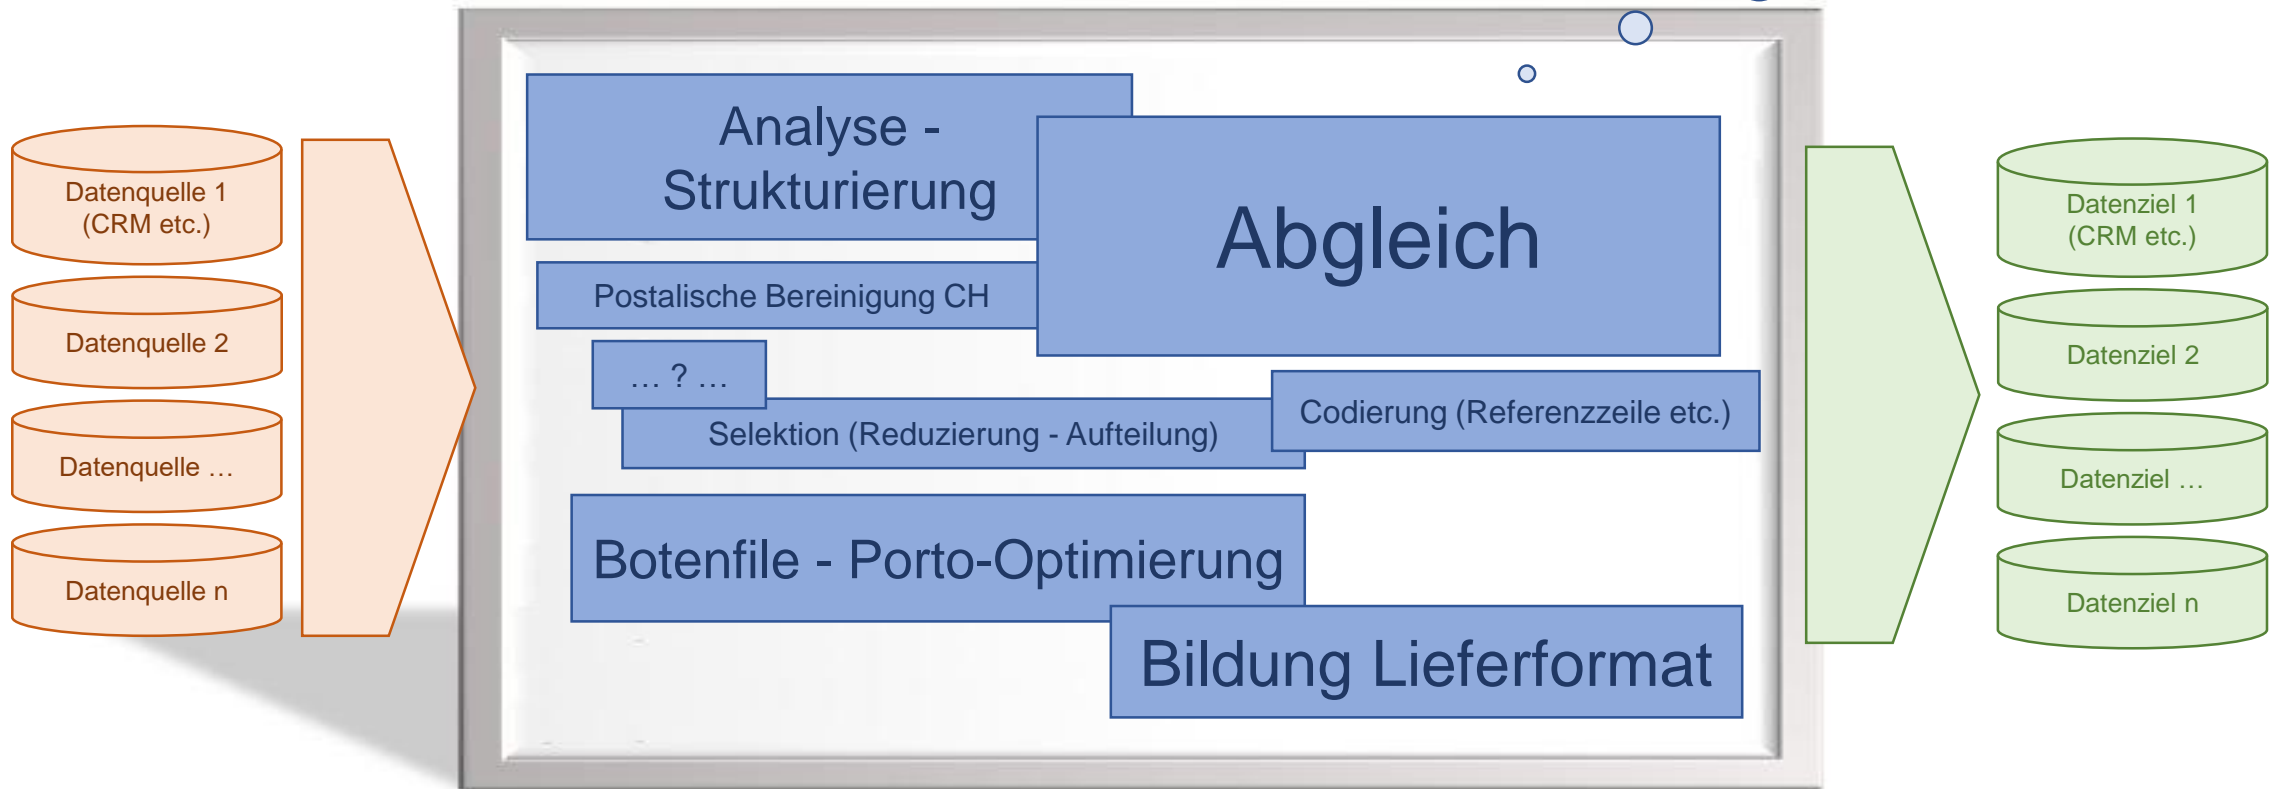 Datenquelle 1
(CRM etc.)
Datenquelle 2
Datenquelle …
Datenquelle n
Analyse -
Strukturierung
Abgleich
Postalische Bereinigung CH
… ? …
Selektion (Reduzierung - Aufteilung)
Codierung (Referenzzeile etc.)
Botenfile - Porto-Optimierung
Bildung Lieferformat
Datenziel 1
(CRM etc.)
Datenziel 2
Datenziel …
Datenziel n